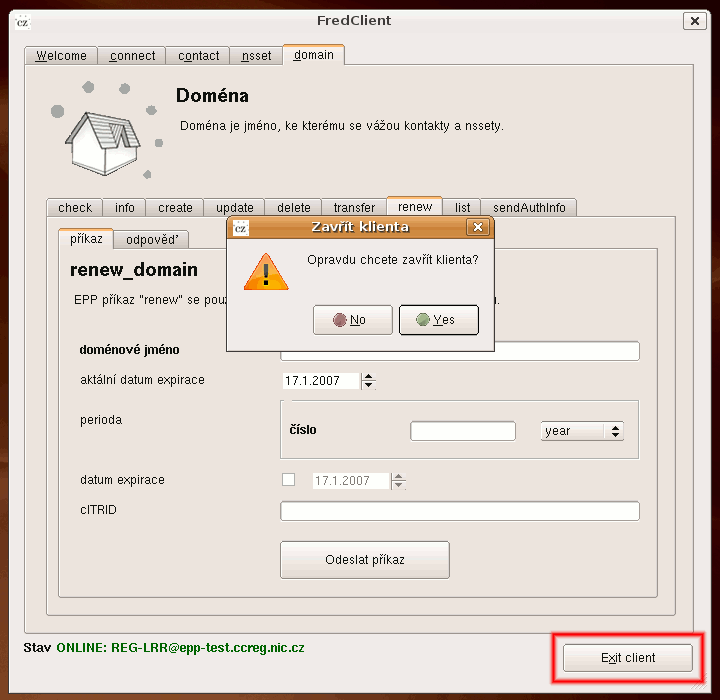 cz FredClient
Welcome connect contact nsset domain
Doména
Doména je jméno, ke kterému se vážou kontakty a nssety.
check info create update delete transfer renew list sendAuthInfo
cz Zavřít klienta
příkaz odpověď'
Opravdu chcete zavřít klienta?
renew_domain
EPP příkaz "renew" se
No Yes
doménové jméno
aktální datum expirace 17.1.2007
perioda
číslo year
datum expirace 17.1.2007
clTRID
Odeslat příkaz
Stav ONLINE: REG-LRR@epp-test.ccreg.nic.cz
Exit client